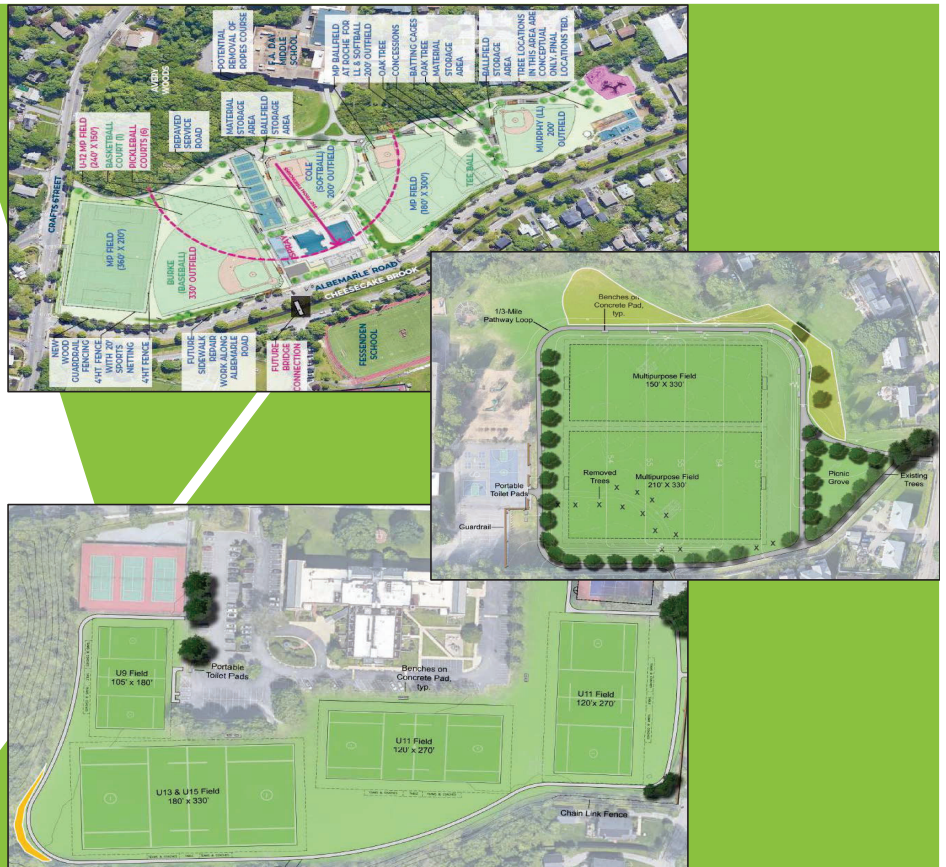 POTENTIAL
REMOVAL OF
ROPES COURSE
F.A. DAY
MIDDLE
SCHOOL
MP BALLFIELD
AT ROCHE FOR
LL & SOFTBALL
200' OUTFIELD
OAK TREE
CONCESSIONS
BATTING CAGES
OAK TREE
MATERIAL
STORAGE
AREA
BALLFIELD
STORAGE
AREA
TREE LOCATIONS
IN THIS AREA ARE
CONCEPTUAL
ONLY. FINAL
LOCATIONS TBD.
AVERY
WOODS
U-12 MP FIELD
(240' X 150')
BASKETBALL
COURT (1)
PICKLEBALL
COURTS (6)
REPAVED
SERVICE
ROAD
MATERIAL
STORAGE
AREA
BALLFIELD
STORAGE
AREA
CRAFTS STREET
MP FIELD
(360' X 210')
BURKE
(BASEBALL)
330' OUTFIELD
COLE
(SOFTBALL)
200' OUTFIELD
SPRAY
MP FIELD
(180' X 300')
TEE BALL
MURPHY (LL)
200'
OUTFIELD
ALBEMARLE ROAD
CHEESECAKE BROOK
NEW
WOOD
GUARDRAIL
FENCING
4'HT. FENCE
WITH 20'
SPORTS
NETTING
4'HT FENCE
FUTURE
SIDEWALK
REPAIR
WORK ALONG
ALBEMARLE
ROAD
FUTURE
BRIDGE
CONNECTION
FESSENDEN
SCHOOL
1/3-Mile
Pathway Loop
Benches on
Concrete Pad,
typ.
Multipurpose Field
150' X 330'
Removed
Trees
Multipurpose Field
210' X 330'
Picnic
Grove
Existing
Trees
Portable
Toilet Pads
Guardrail
U9 Field
105' x 180'
Portable
Toilet Pads
Benches on
Concrete Pad,
typ.
U11 Field
120'x 270'
U11 Field
120' x 270'
U13 & U15 Field
180' x 330'
Chain Link Fence